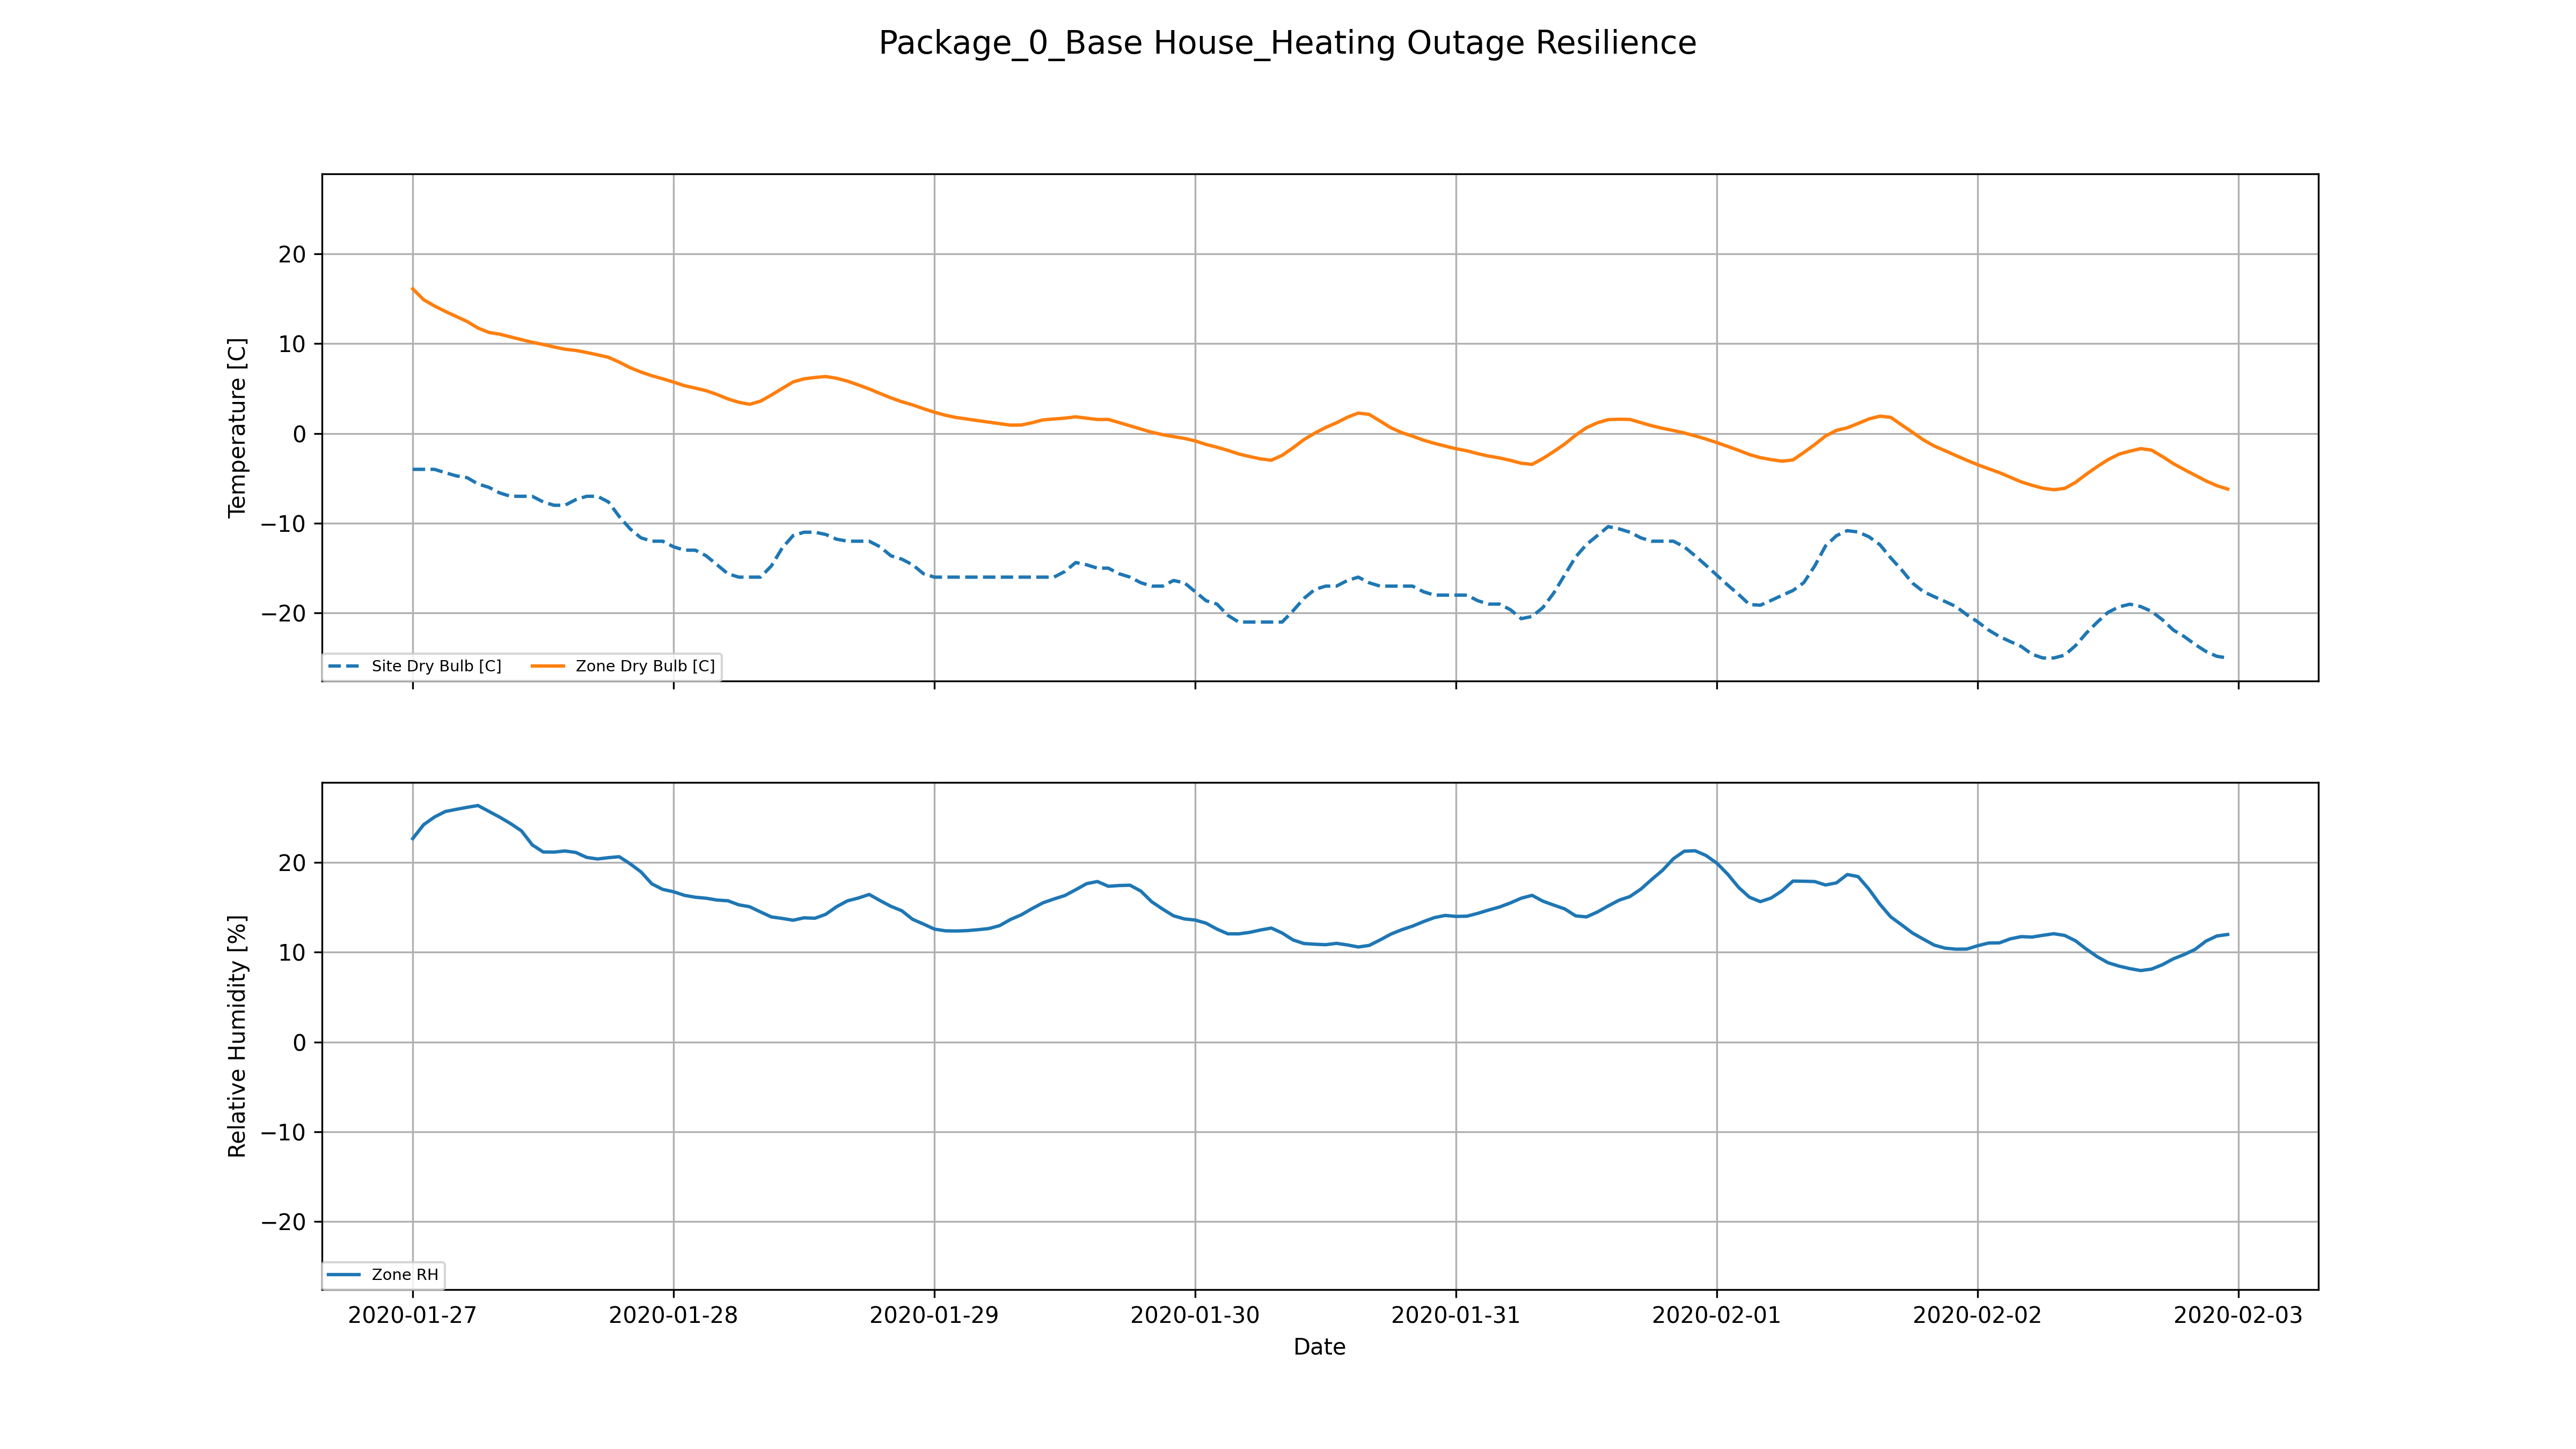 Package_0_Base House_Heating Outage Resilience
20
10
0
−10
−20
Temperature [C]
Site Dry Bulb [C] Zone Dry Bulb [C]
20
10
0
−10
−20
Relative Humidity [%]
Zone RH
2020-01-27 2020-01-28 2020-01-29 2020-01-30 2020-01-31 2020-02-01 2020-02-02 2020-02-03
Date